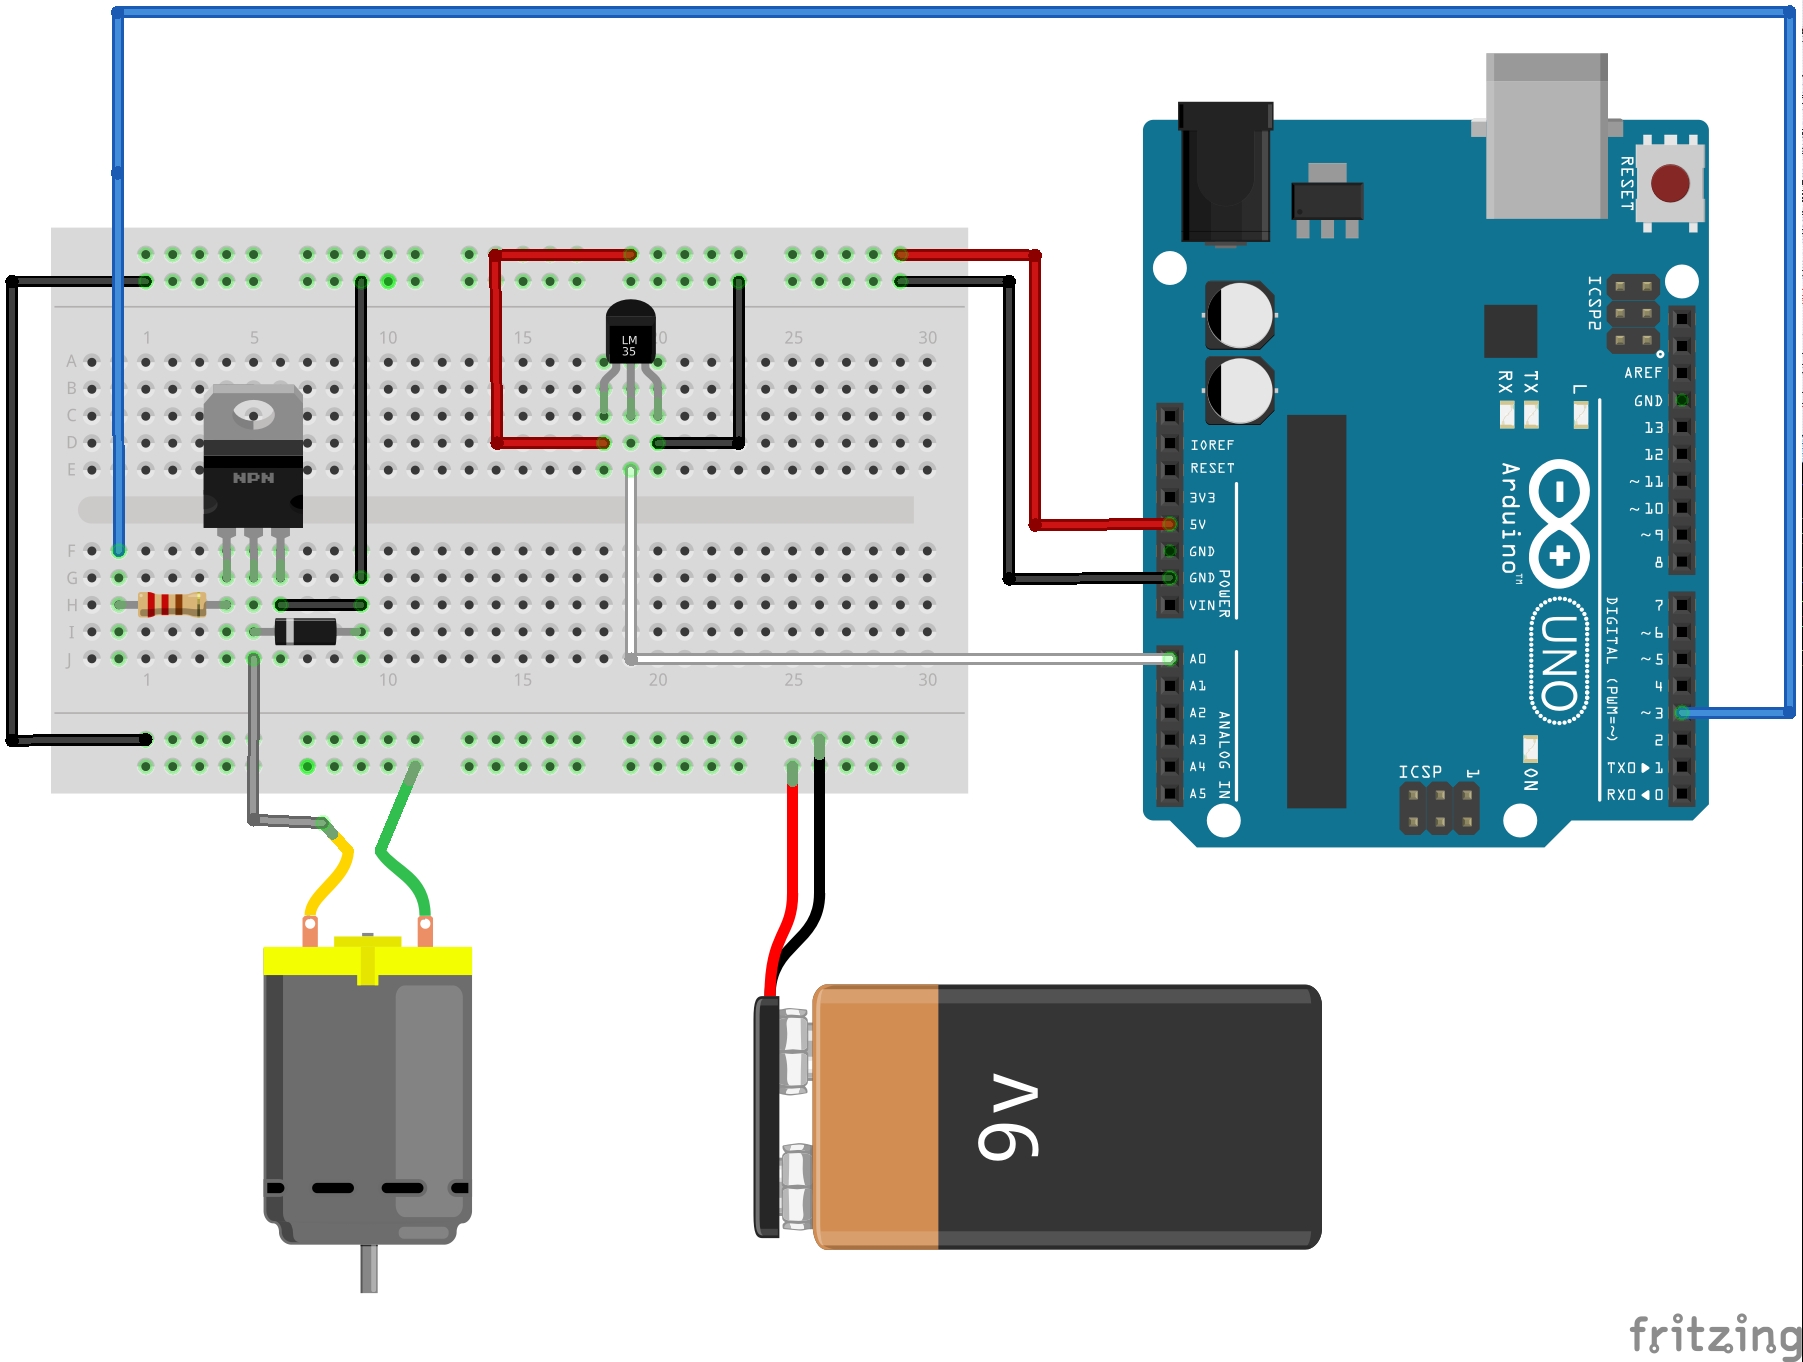 1 5 10 15 20 25 30
A
B
C
D
E
F
G
H
I
J
1 10 15 20 25 30
LM
35
NPN
9V
RESET
ICSP2
IOREF
RESET
3V3
5V
GND
GND
VIN
POWER
A0
A1
A2
A3
A4
A5
ANALOG IN
AREF
GND
13
12
~11
~10
~9
8
7
~6
~5
4
~3
2
TX0▶1
RX0◀0
DIGITAL (PWM=~)
RX
TX
L
Arduino™
UNO
ICSP
1
ON
fritzing